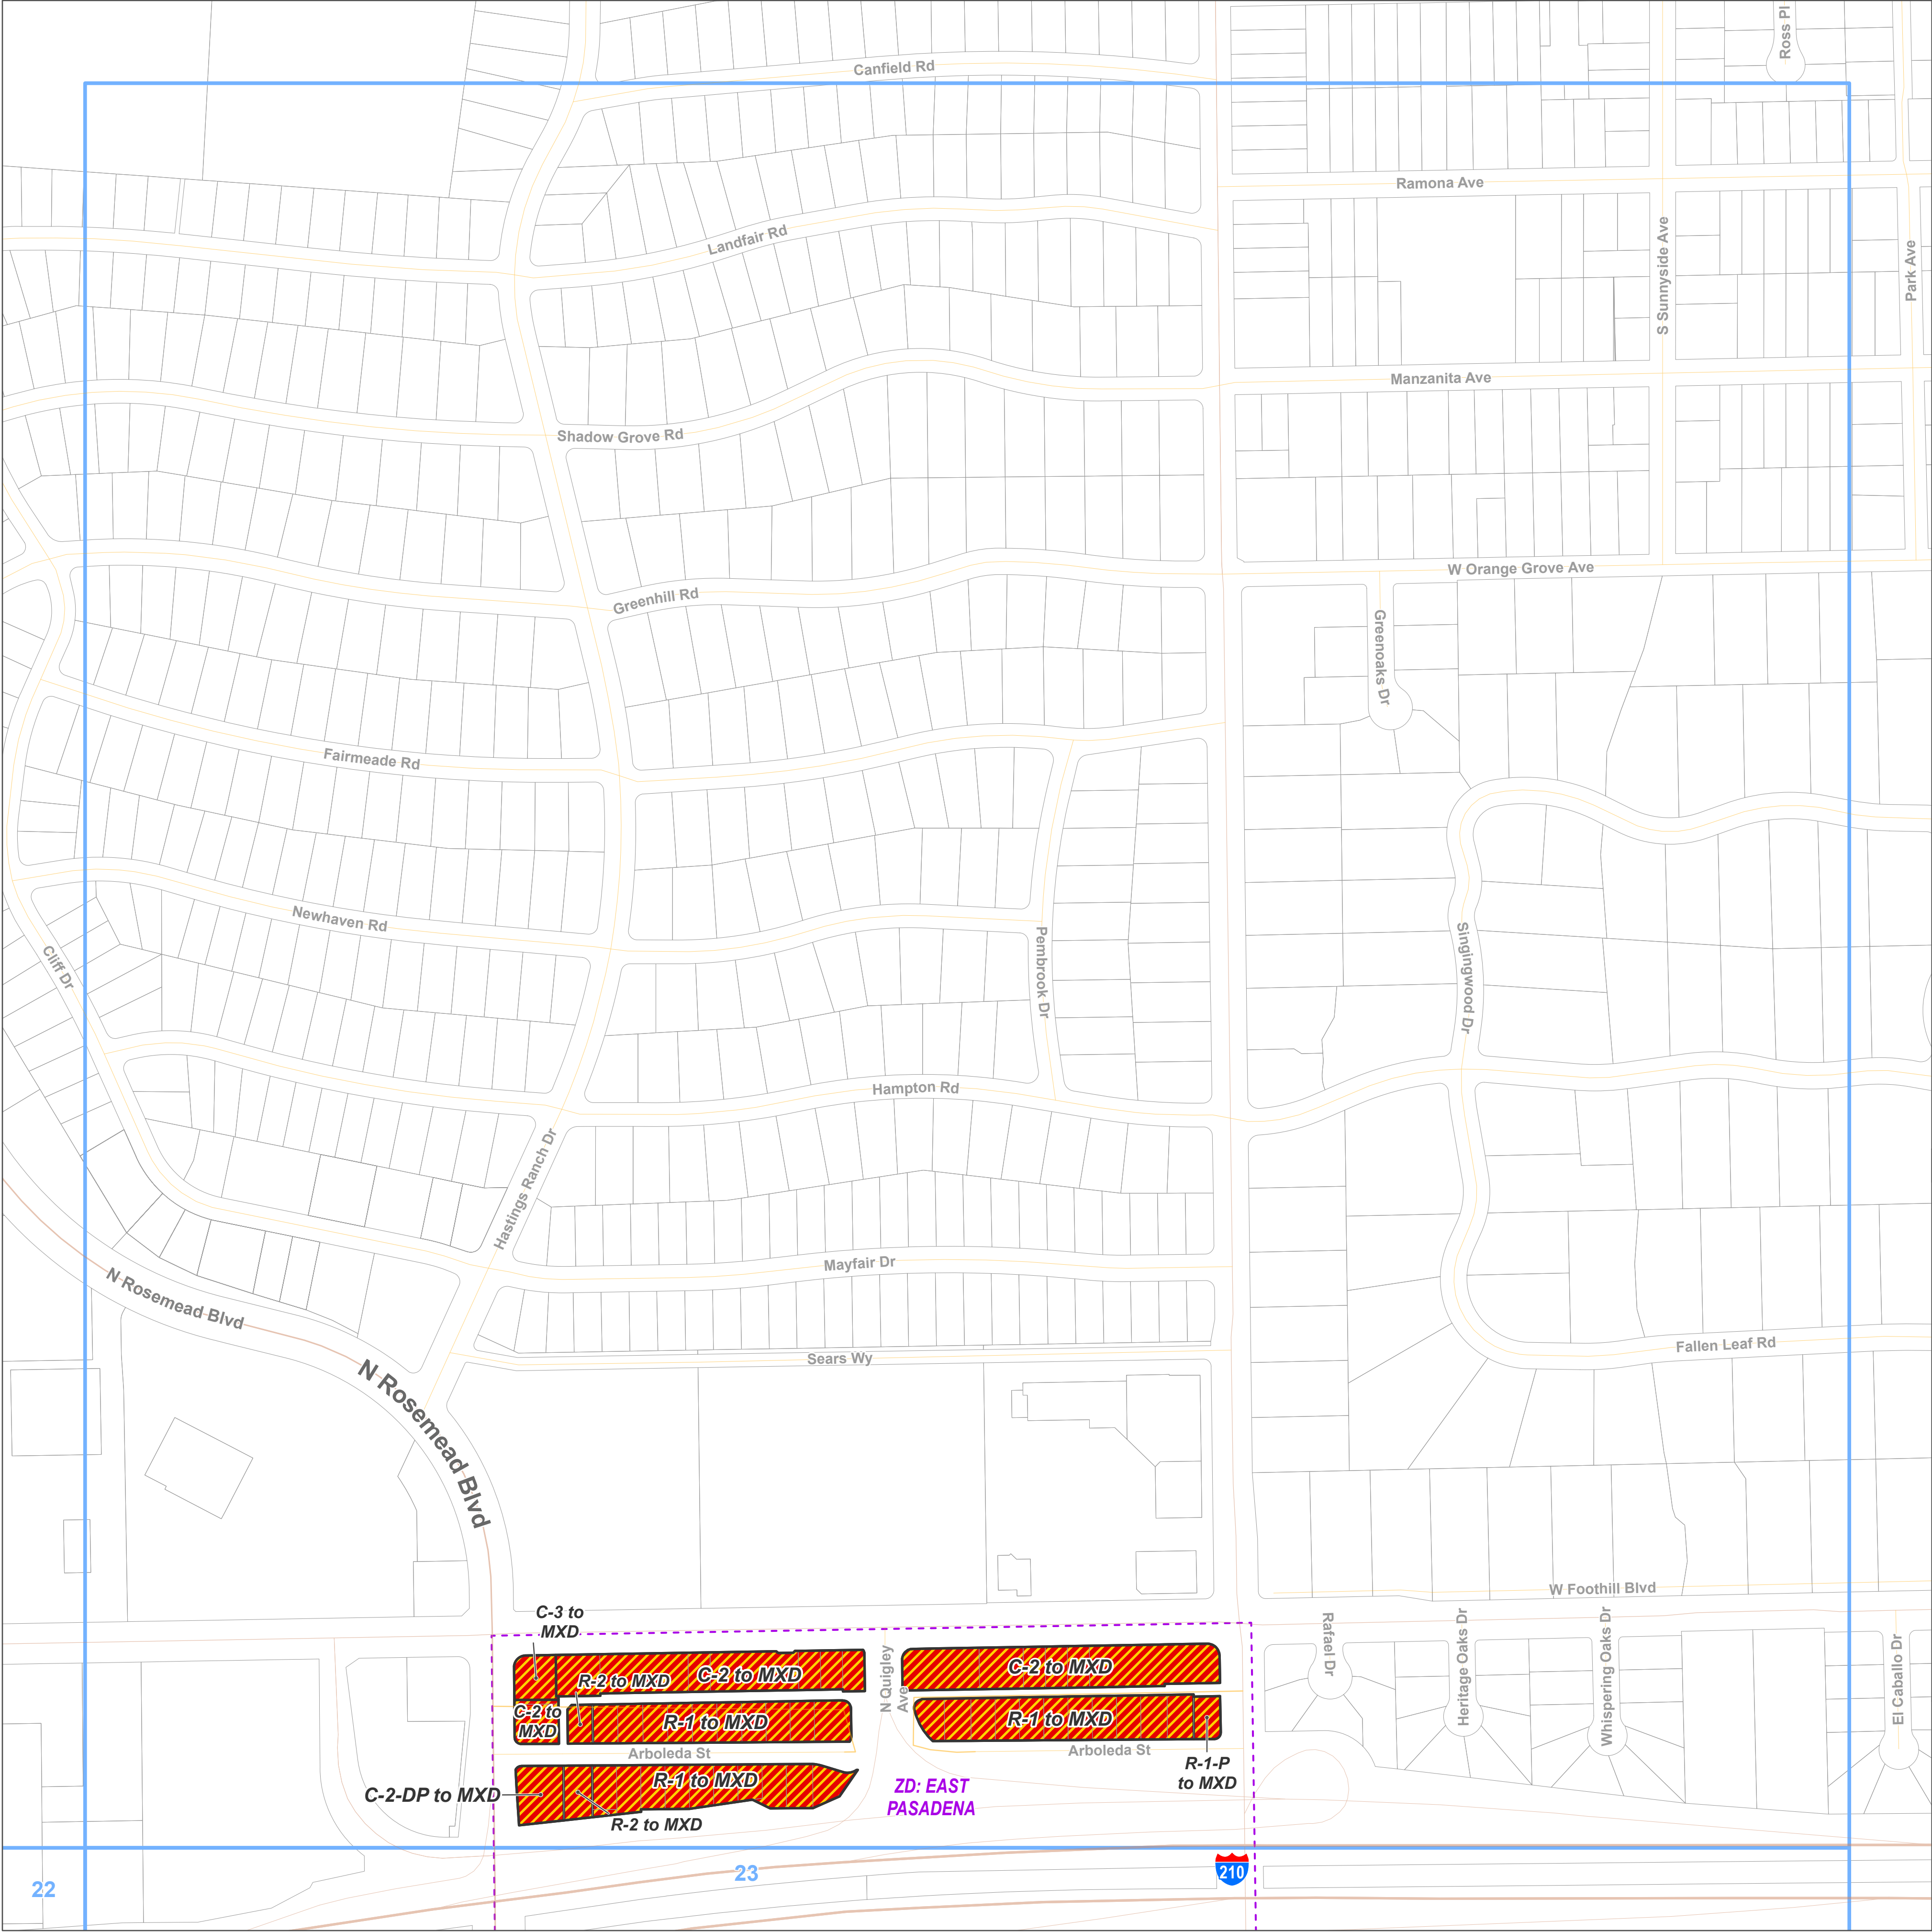 Ross Pl
Canfield Rd
Ramona Ave
Landfair Rd
S Sunnyside Ave
Park Ave
Manzanita Ave
Shadow Grove Rd
W Orange Grove Ave
Greenhill Rd
Greenoaks Dr
Fairmeade Rd
Newhaven Rd
Cliff Dr
Pembrook Dr
Singingwood Dr
Hampton Rd
Hastings Ranch Dr
Mayfair Dr
N Rosemead Blvd
Fallen Leaf Rd
Sears Wy
N Rosemead Blvd
W Foothill Blvd
C-3 to
MXD
Rafael Dr
Heritage Oaks Dr
Whispering Oaks Dr
El Caballo Dr
N Quigley
Ave
C-2 to MXD
C-2 to MXD
R-2 to MXD
C-2 to
MXD
R-1 to MXD
R-1 to MXD
Arboleda St
Arboleda St
R-1-P
to MXD
R-1 to MXD
C-2-DP to MXD
ZD: EAST
PASADENA
R-2 to MXD
22
23
210